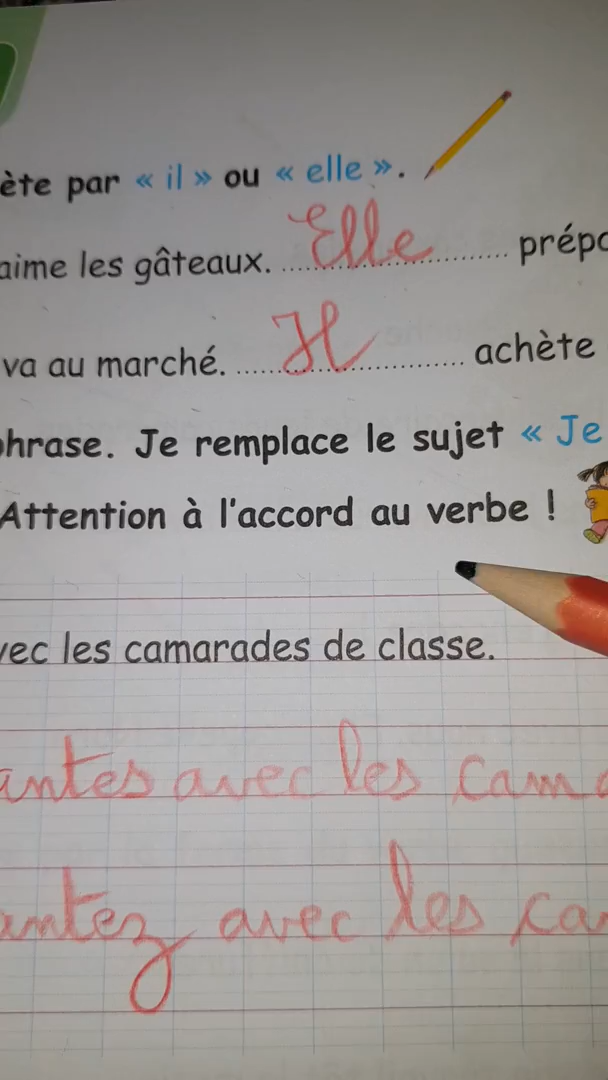 ète par « il » ou « elle ».
aime les gâteaux. Elle prépa
va au marché. Il achète
hrase. Je remplace le sujet « Je
Attention à l'accord au verbe !
vec les camarades de classe.
antes avec les cama
antez avec les ca